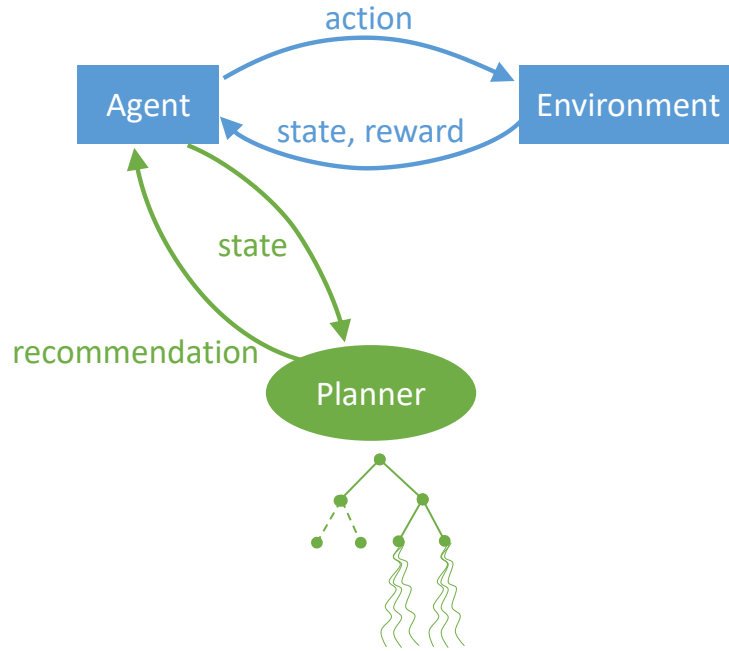 action
Agent
Environment
state, reward
state
recommendation
Planner